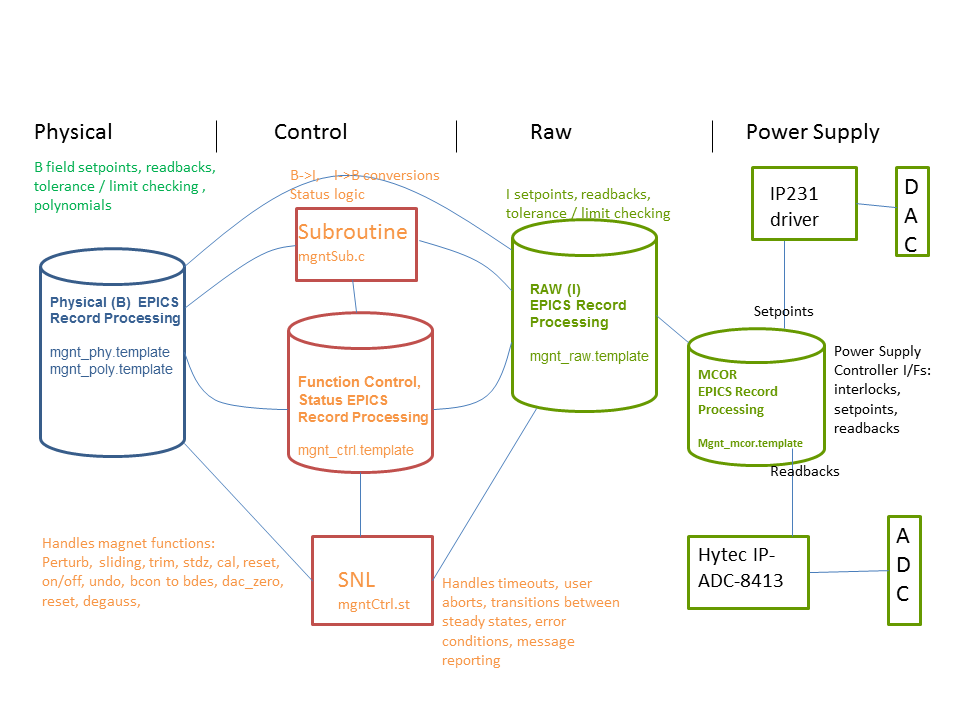 Physical
Control
Raw
Power Supply
B field setpoints, readbacks,
tolerance / limit checking ,
polynomials
B->I, I->B conversions
Status logic
I setpoints, readbacks,
tolerance / limit checking
IP231
driver
D
A
C
Subroutine
mgntSub.c
Physical (B) EPICS
Record Processing
mgnt_phy.template
mgnt_poly.template
RAW (I)
EPICS Record
Processing
mgnt_raw.template
Setpoints
Function Control,
Status EPICS
Record Processing
mgnt_ctrl.template
MCOR
EPICS Record
Processing
Mgnt_mcor.template
Power Supply
Controller I/Fs:
interlocks,
setpoints,
readbacks
Readbacks
Handles magnet functions:
Perturb, sliding, trim, stdz, cal, reset,
on/off, undo, bcon to bdes, dac_zero,
reset, degauss,
SNL
mgntCtrl.st
Handles timeouts, user
aborts, transitions between
steady states, error
conditions, message
reporting
Hytec IP-
ADC-8413
A
D
C